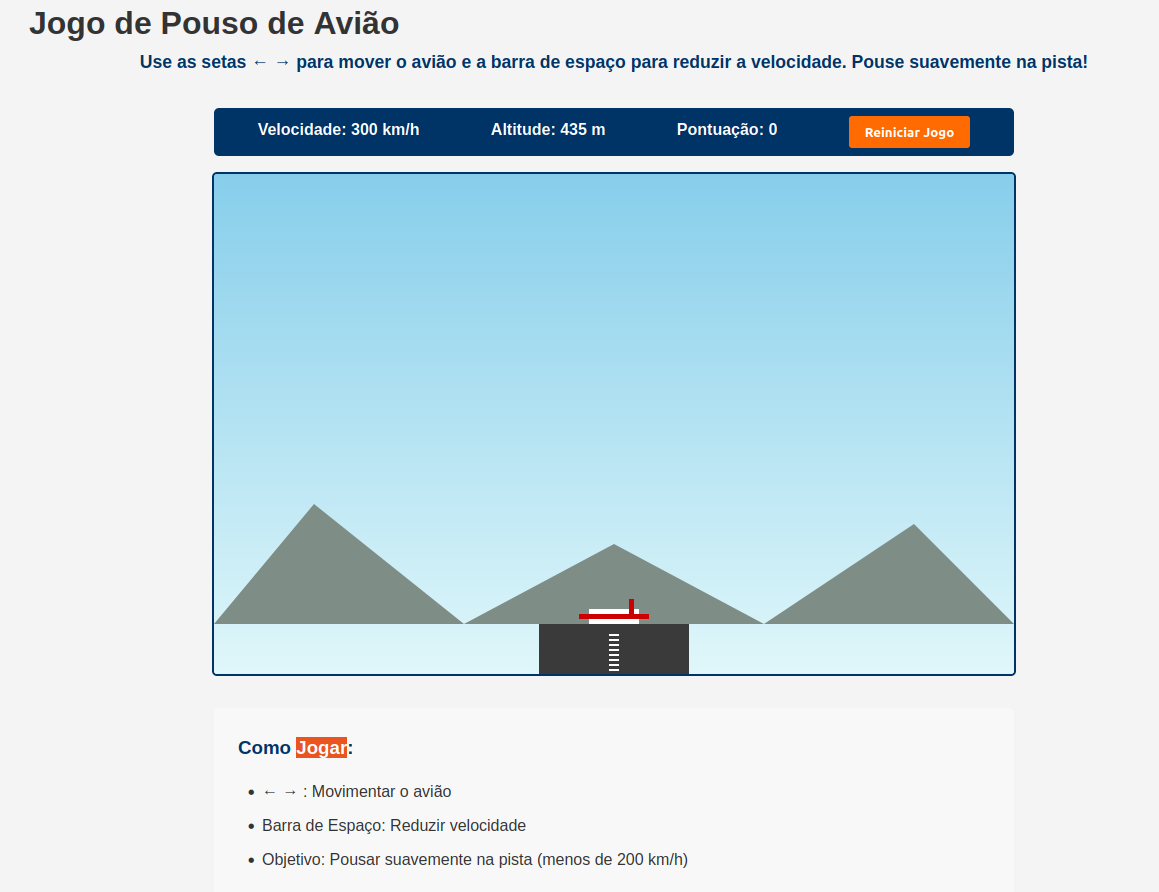 Jogo de Pouso de Avião
Use as setas ← → para mover o avião e a barra de espaço para reduzir a velocidade. Pouse suavemente na pista!
Velocidade: 300 km/h Altitude: 435 m Pontuação: 0 Reiniciar Jogo
Como Jogar:
• ← → : Movimentar o avião
• Barra de Espaço: Reduzir velocidade
• Objetivo: Pousar suavemente na pista (menos de 200 km/h)